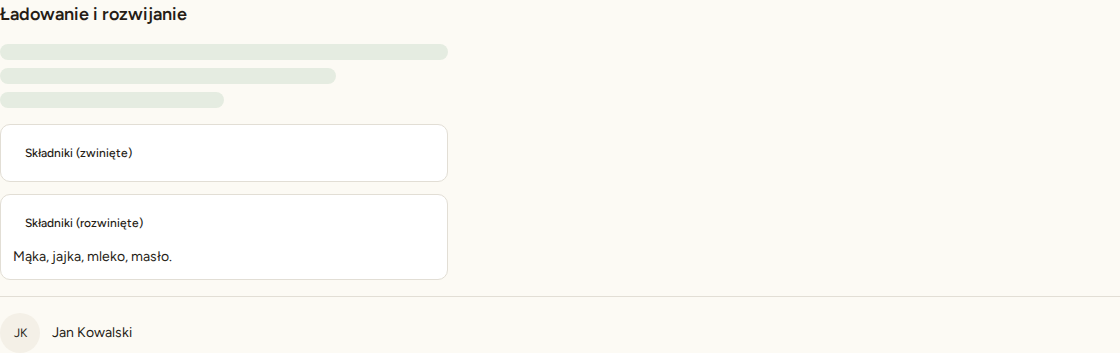 Ładowanie i rozwijanie
Składniki (zwinięte)
Składniki (rozwinięte)
Mąka, jajka, mleko, masło.
JK
Jan Kowalski